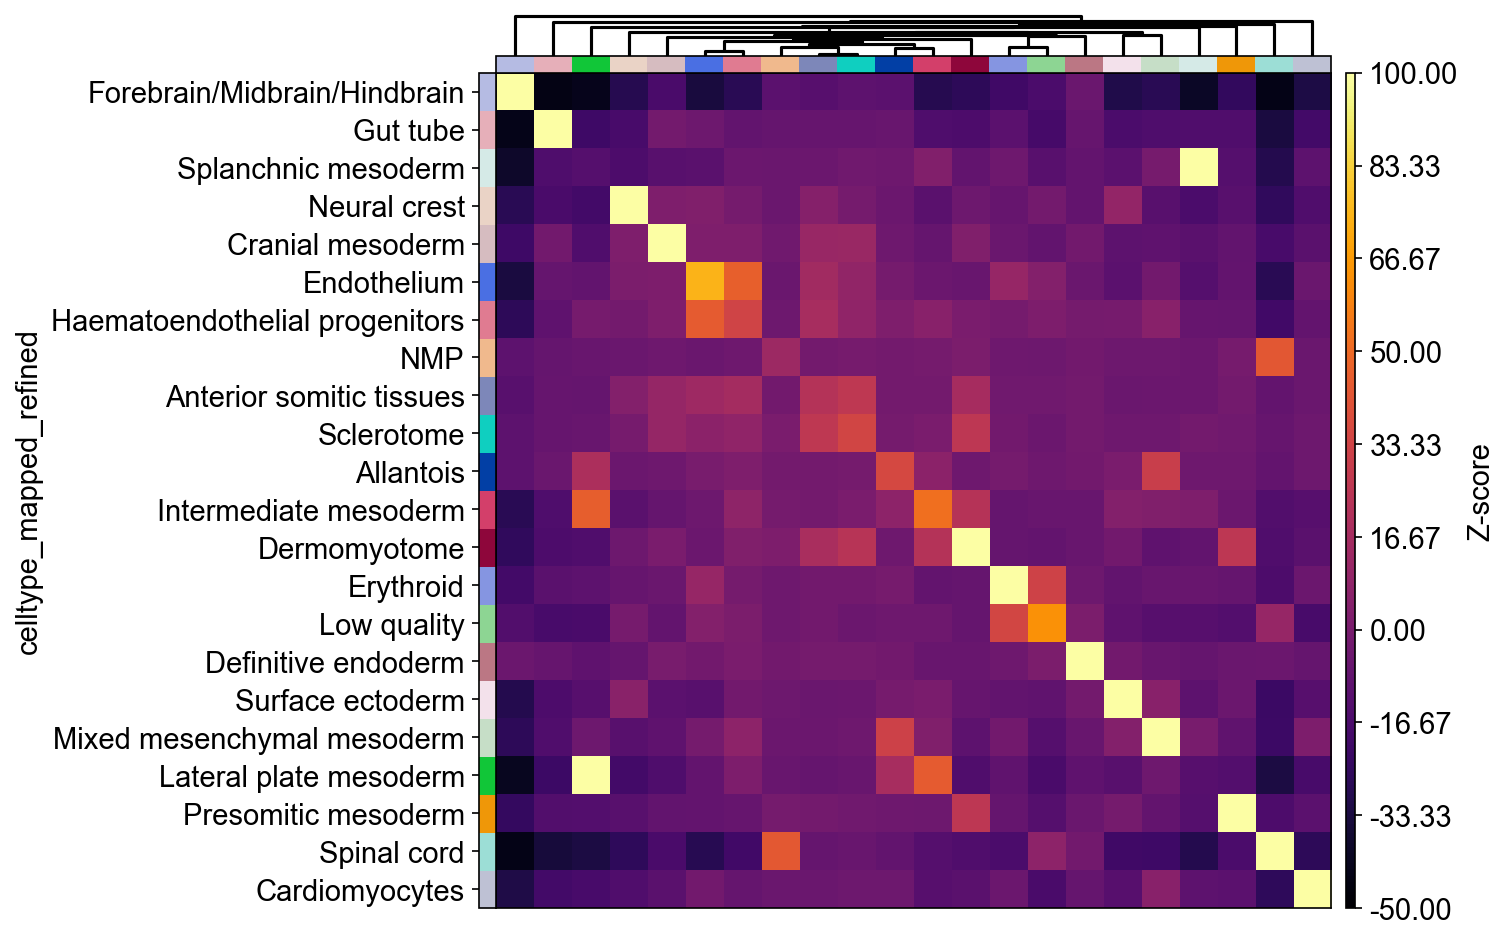 Forebrain/Midbrain/Hindbrain
Gut tube
Splanchnic mesoderm
Neural crest
Cranial mesoderm
Endothelium
Haematoendothelial progenitors
NMP
Anterior somitic tissues
Sclerotome
Allantois
Intermediate mesoderm
Dermomyotome
Erythroid
Low quality
Definitive endoderm
Surface ectoderm
Mixed mesenchymal mesoderm
Lateral plate mesoderm
Presomitic mesoderm
Spinal cord
Cardiomyocytes
celltype_mapped_refined
100.00
83.33
66.67
50.00
33.33
16.67
0.00
-16.67
-33.33
-50.00
Z-score